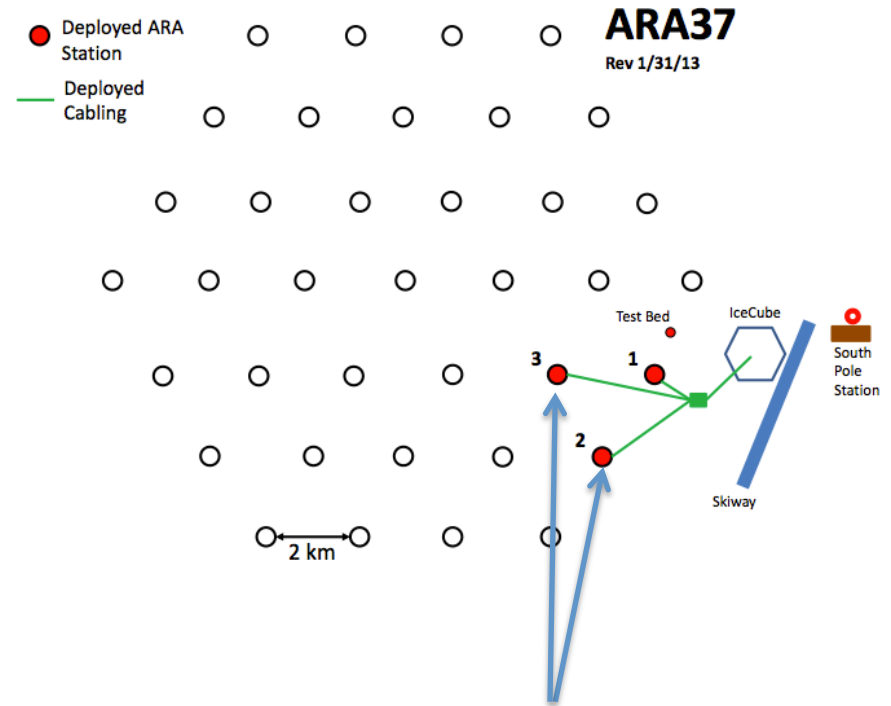 Deployed ARA
Station
Deployed
Cabling
ARA37
Rev 1/31/13
Test Bed
IceCube
South
Pole
Station
3
1
2
Skiway
2 km